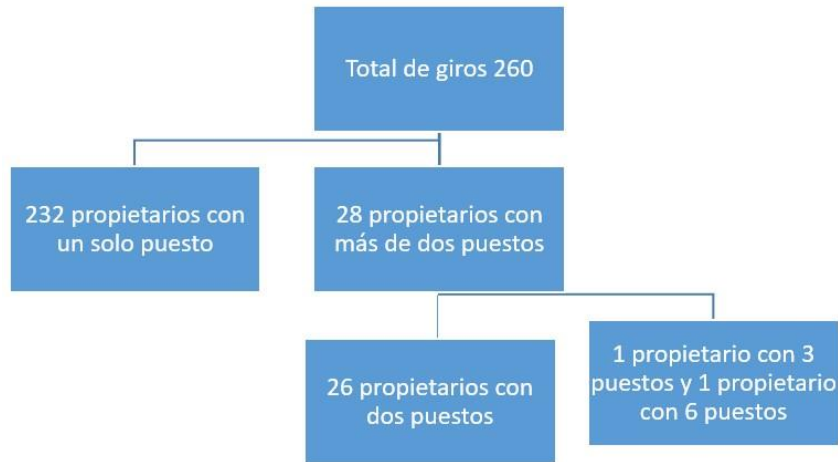 Total de giros 260
232 propietarios con
un solo puesto
28 propietarios con
más de dos puestos
26 propietarios con
dos puestos
1 propietario con 3
puestos y 1 propietario
con 6 puestos